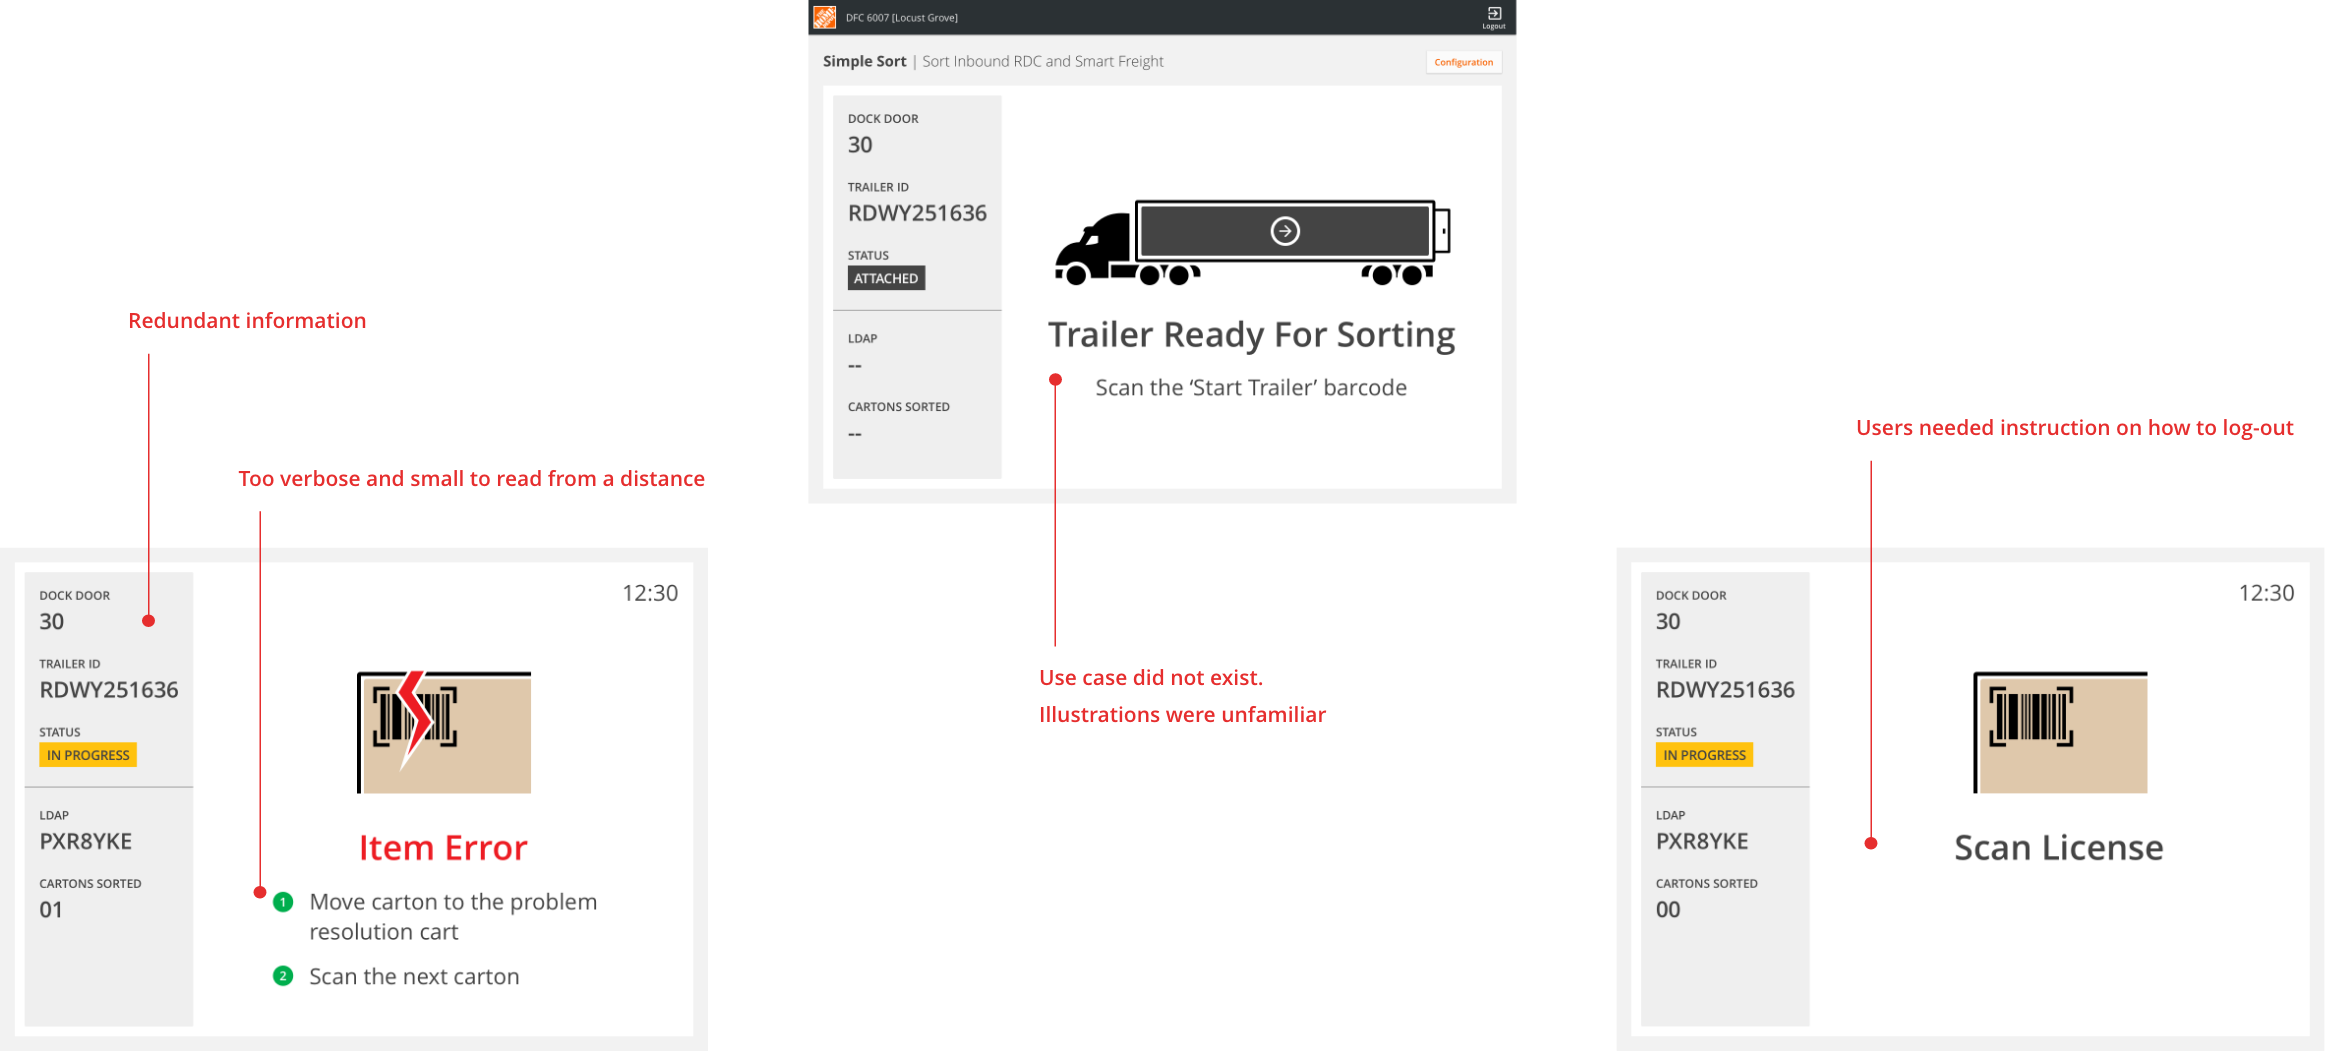 THE HOME DEPOT
DFC 6007 [Locust Grove]
Logout
Simple Sort | Sort Inbound RDC and Smart Freight
Configuration
DOCK DOOR
30
TRAILER ID
RDWY251636
STATUS
ATTACHED
LDAP
--
CARTONS SORTED
--
Trailer Ready For Sorting
Scan the ‘Start Trailer’ barcode
Use case did not exist.
Illustrations were unfamiliar
Redundant information
Too verbose and small to read from a distance
DOCK DOOR
30
TRAILER ID
RDWY251636
STATUS
IN PROGRESS
LDAP
PXR8YKE
CARTONS SORTED
01
12:30
Item Error
1 Move carton to the problem
resolution cart
2 Scan the next carton
Users needed instruction on how to log-out
DOCK DOOR
30
TRAILER ID
RDWY251636
STATUS
IN PROGRESS
LDAP
PXR8YKE
CARTONS SORTED
00
12:30
Scan License